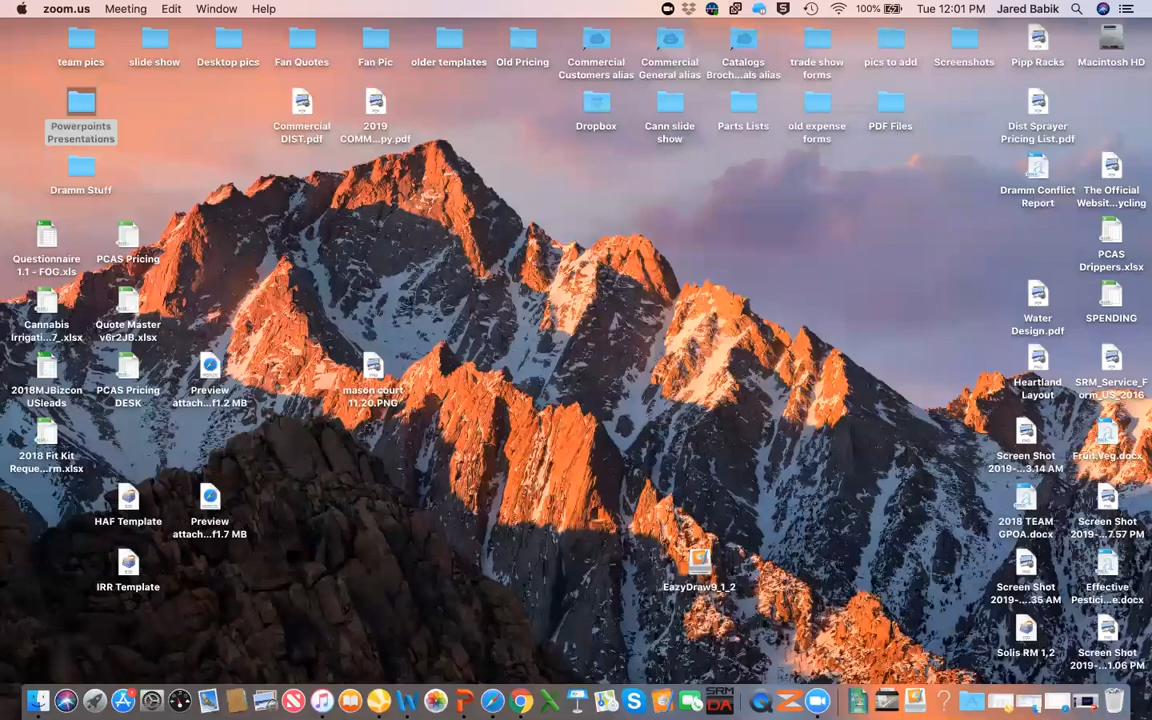 zoom.us Meeting Edit Window Help
100% Tue 12:01 PM Jared Babik
team pics
slide show
Desktop pics
Fan Quotes
Fan Pic
older templates
Old Pricing
Commercial
Customers alias
Commercial
General alias
Catalogs
Broch...als alias
trade show
forms
pics to add
Screenshots
Pipp Racks
Macintosh HD
Powerpoints
Presentations
Commercial
DIST.pdf
2019
COMM...py.pdf
Dropbox
Cann slide
show
Parts Lists
old expense
forms
PDF Files
Dist Sprayer
Pricing List.pdf
Dramm Stuff
Dramm Conflict
Report
The Official
Websit...ycling
Questionnaire
1.1 - FOG.xls
PCAS Pricing
PCAS
Drippers.xlsx
Cannabis
Irrigati...7_.xlsx
Quote Master
v6r2JB.xlsx
Water
Design.pdf
SPENDING
2018MJBizcon
USleads
PCAS Pricing
DESK
Preview
attach...f1.2 MB
mason court
11.20.PNG
Heartland
Layout
SRM_Service_F
orm_US_2016
2018 Fit Kit
Reque...rm.xlsx
Screen Shot
2019-...3.14 AM
Fruit.Veg.docx
HAF Template
Preview
attach...f1.7 MB
2018 TEAM
GPOA.docx
Screen Shot
2019-...7.57 PM
IRR Template
EazyDraw9_1_2
Screen Shot
2019-....35 AM
Effective
Pestici...e.docx
Solis RM 1,2
Screen Shot
2019-...1.06 PM
SRM
DA